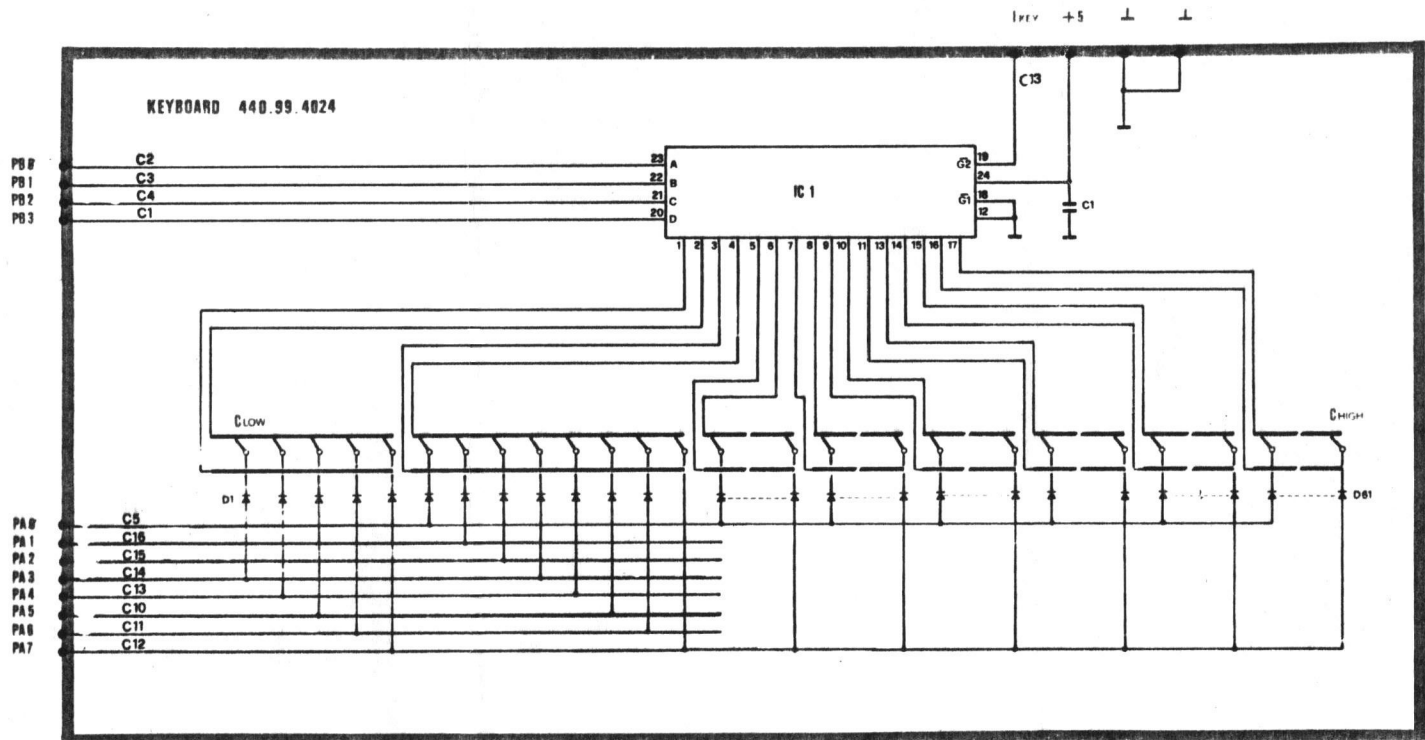 +5 ⊥ ⊥
C13
KEYBOARD 440.99.4024
PB0 C2 23 A
PB1 C3 22 B
PB2 C4 21 C
PB3 C1 20 D
IC 1
G2 19
24
G1 18
12
C1
1 2 3 4 5 6 7 8 9 10 11 13 14 15 16 17
CLOW
CHIGH
D1
D61
PA0 C5
PA1 C16
PA2 C15
PA3 C14
PA4 C13
PA5 C10
PA6 C11
PA7 C12